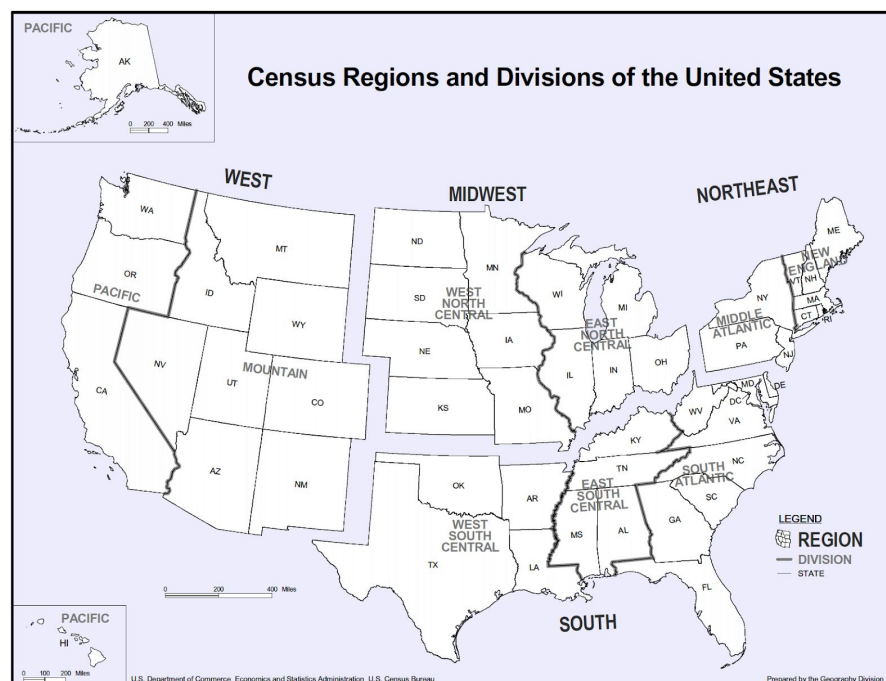 PACIFIC
AK
0 200 400 Miles
Census Regions and Divisions of the United States
WEST
MIDWEST
NORTHEAST
WA
MT
OR
ID
PACIFIC
WY
NV
UT
MOUNTAIN
CO
CA
AZ
NM
ND
MN
SD
WEST
NORTH
CENTRAL
IA
NE
KS
MO
WI
MI
EAST
NORTH
CENTRAL
IL
IN
OH
ME
NEW
ENGLAND
VT
NH
NY
MA
CT
RI
MIDDLE
ATLANTIC
PA
NJ
MD
DE
DC
WV
VA
KY
NC
TN
SOUTH
ATLANTIC
SC
EAST
SOUTH
CENTRAL
MS
AL
GA
FL
OK
AR
WEST
SOUTH
CENTRAL
TX
LA
SOUTH
0 200 400 Miles
LEGEND
REGION
DIVISION
STATE
PACIFIC
HI
0 100 200 Miles
U.S. Department of Commerce Economics and Statistics Administration U.S. Census Bureau
Prepared by the Geography Division